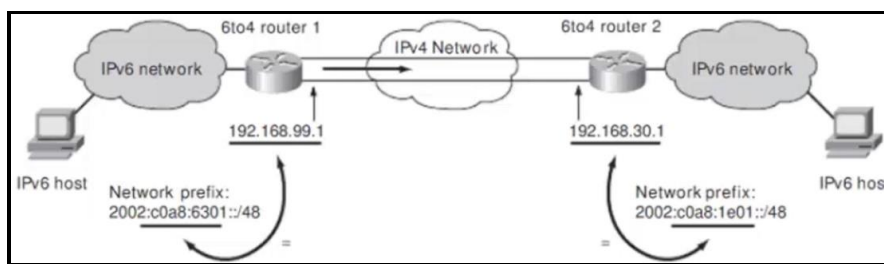 6to4 router 1
IPv4 Network
6to4 router 2
IPv6 network
IPv6 network
192.168.99.1
192.168.30.1
IPv6 host
IPv6 hos
Network prefix:
2002:c0a8:6301::/48
Network prefix:
2002:c0a8:1e01::/48
=
=